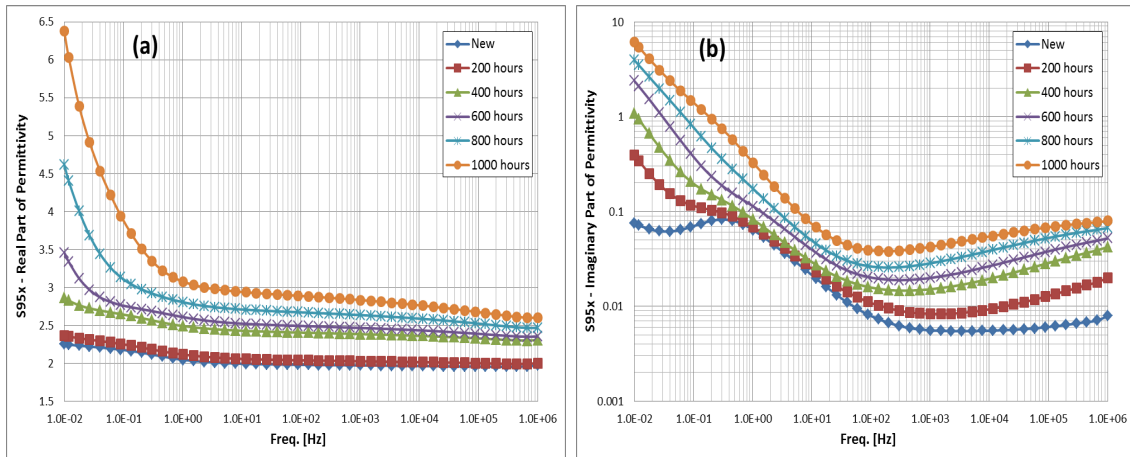 (a)
S95x - Real Part of Permittivity
6.5
6
5.5
5
4.5
4
3.5
3
2.5
2
1.5
1.0E-02
1.0E-01
1.0E+00
1.0E+01
1.0E+02
1.0E+03
1.0E+04
1.0E+05
1.0E+06
Freq. [Hz]
New
200 hours
400 hours
600 hours
800 hours
1000 hours
(b)
S95x - Imaginary Part of Permittivity
10
1
0.1
0.01
0.001
1.0E-02
1.0E-01
1.0E+00
1.0E+01
1.0E+02
1.0E+03
1.0E+04
1.0E+05
1.0E+06
Freq. [Hz]
New
200 hours
400 hours
600 hours
800 hours
1000 hours